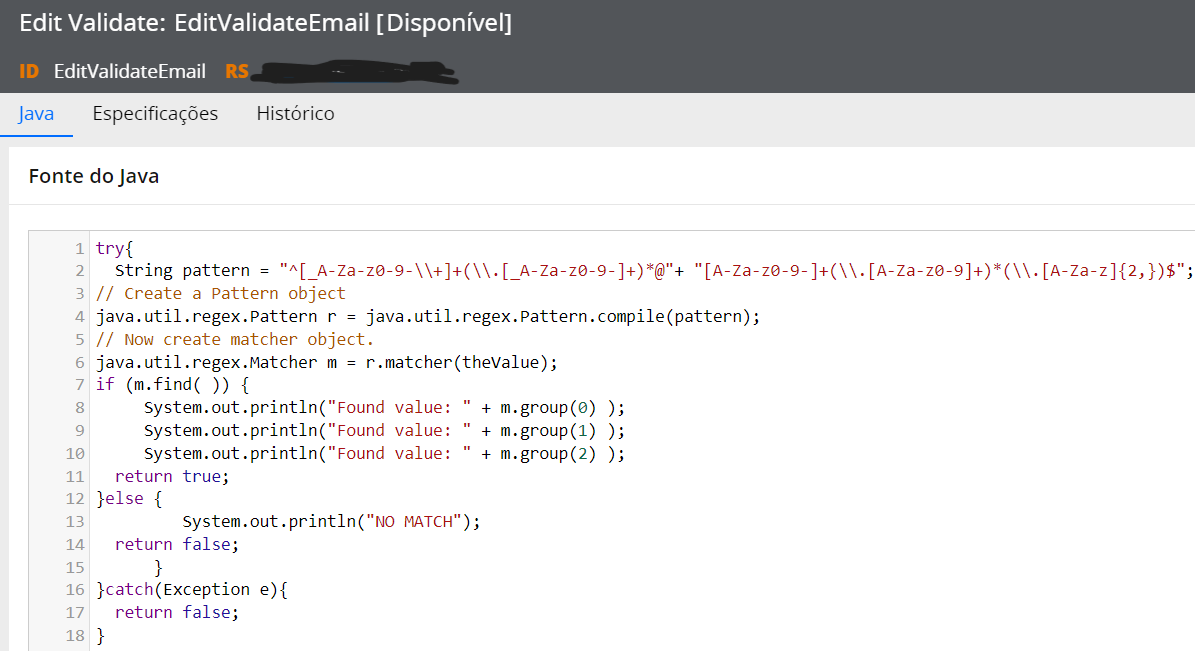 Edit Validate: EditValidateEmail [Disponível]
ID EditValidateEmail RS
Java Especificações Histórico
Fonte do Java
1 try{
2   String pattern = "^[_A-Za-z0-9-\\+]+(\\.[_A-Za-z0-9-]+)*@"+ "[A-Za-z0-9-]+(\\.[A-Za-z0-9]+)*(\\.[A-Za-z]{2,})$";
3 // Create a Pattern object
4 java.util.regex.Pattern r = java.util.regex.Pattern.compile(pattern);
5 // Now create matcher object.
6 java.util.regex.Matcher m = r.matcher(theValue);
7 if (m.find( )) {
8      System.out.println("Found value: " + m.group(0) );
9      System.out.println("Found value: " + m.group(1) );
10      System.out.println("Found value: " + m.group(2) );
11   return true;
12 }else {
13          System.out.println("NO MATCH");
14   return false;
15       }
16 }catch(Exception e){
17   return false;
18 }